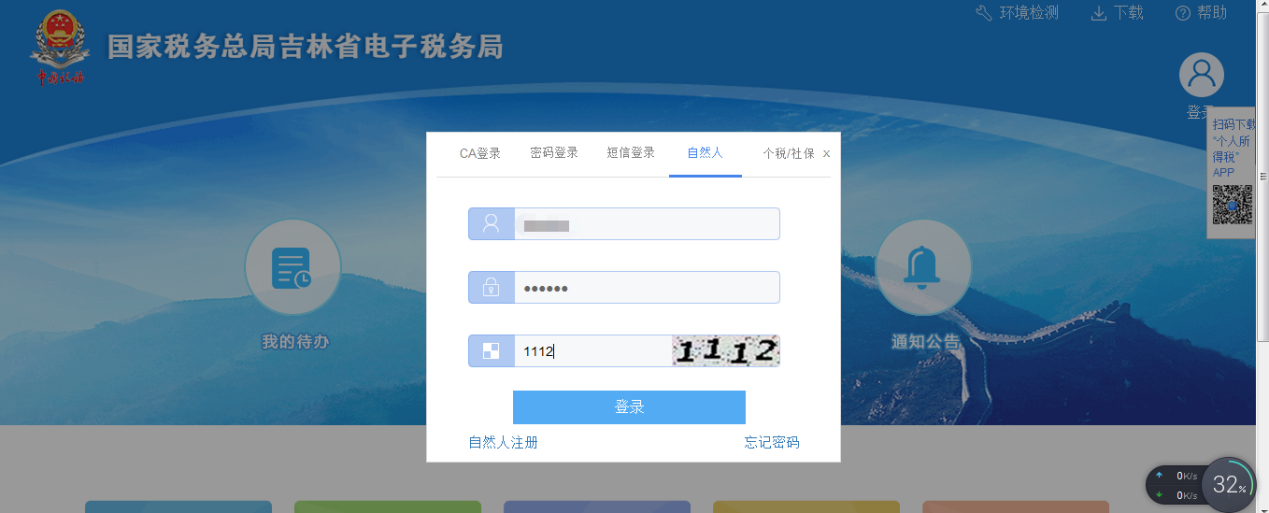 环境检测 下载 帮助
国家税务总局吉林省电子税务局
中国税务
登录
扫码下载
“个人所
得税”
APP
CA登录 密码登录 短信登录 自然人 个税/社保 x
●●●●●●
1112 1112
登录
自然人注册 忘记密码
我的待办
通知公告
0K/s
0K/s
32%